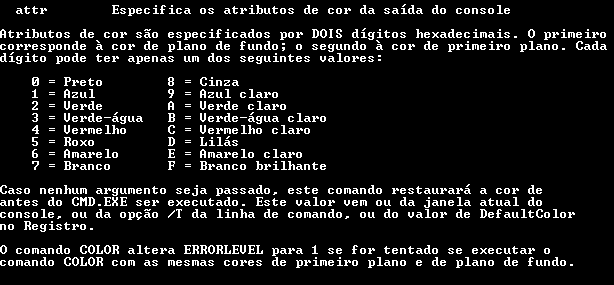 attr        Especifica os atributos de cor da saída do console
Atributos de cor são especificados por DOIS dígitos hexadecimais. O primeiro
corresponde à cor de plano de fundo; o segundo à cor de primeiro plano. Cada
dígito pode ter apenas um dos seguintes valores:
0 = Preto        8 = Cinza
1 = Azul         9 = Azul claro
2 = Verde        A = Verde claro
3 = Verde-água   B = Verde-água claro
4 = Vermelho     C = Vermelho claro
5 = Roxo         D = Lilás
6 = Amarelo      E = Amarelo claro
7 = Branco       F = Branco brilhante
Caso nenhum argumento seja passado, este comando restaurará a cor de
antes do CMD.EXE ser executado. Este valor vem ou da janela atual do
console, ou da opção /T da linha de comando, ou do valor de DefaultColor
no Registro.
O comando COLOR altera ERRORLEVEL para 1 se for tentado se executar o
comando COLOR com as mesmas cores de primeiro plano e de plano de fundo.